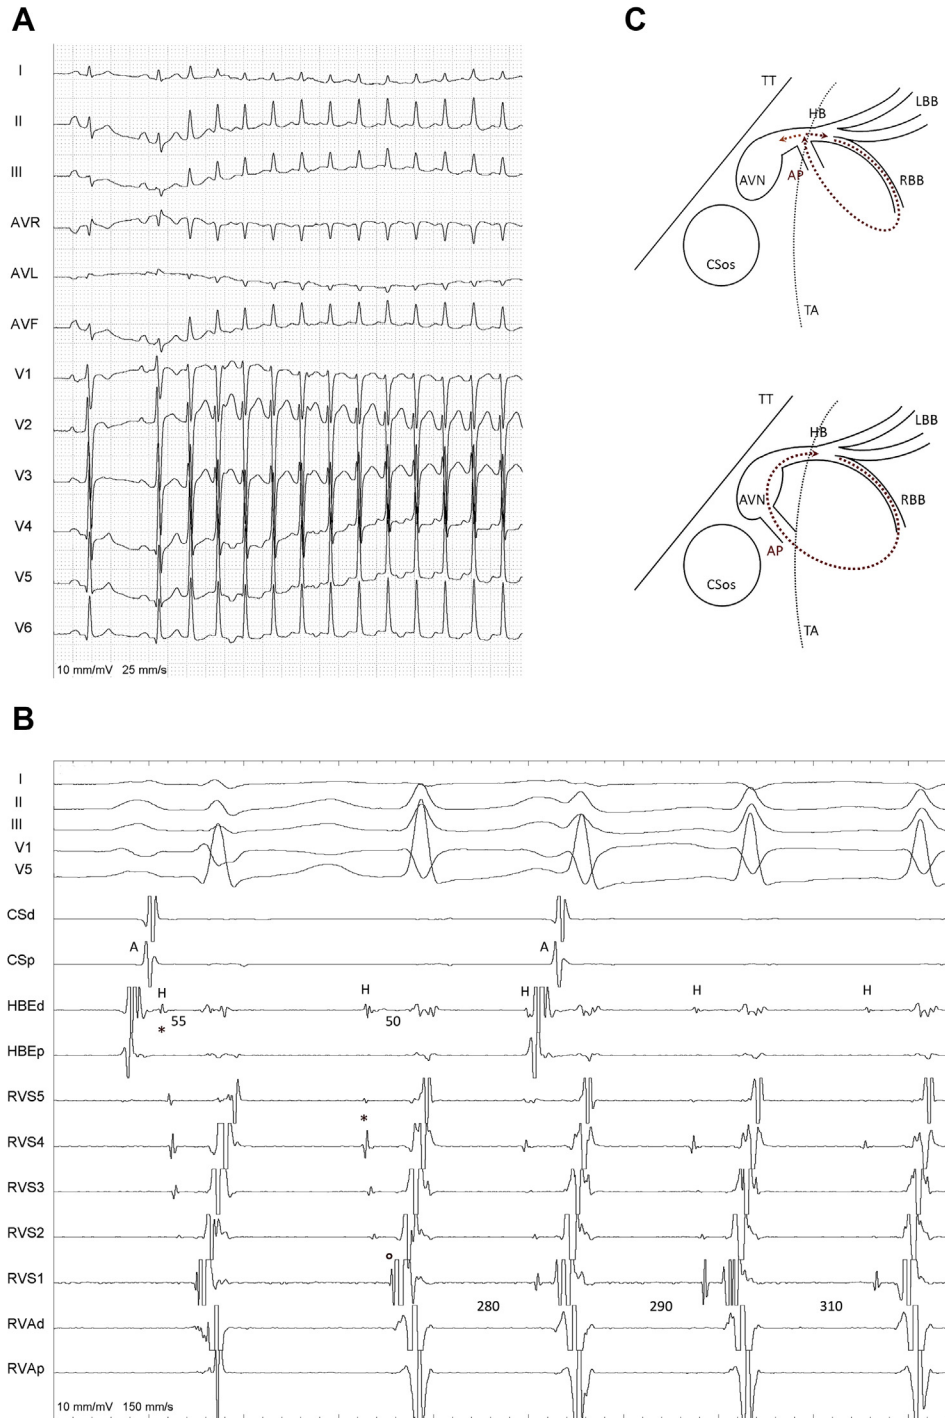 A
I
II
III
AVR
AVL
AVF
V1
V2
V3
V4
V5
V6
10 mm/mV 25 mm/s
C
TT
HB
LBB
AP
AVN
RBB
CSos
TA
TT
HB
LBB
AVN
RBB
AP
CSos
TA
B
I
II
III
V1
V5
CSd
A A
CSp
H H H H H
HBEd
55 50
*
HBEp
RVS5
*
RVS4
RVS3
RVS2
°
RVS1
280 290 310
RVAd
RVAp
10 mm/mV 150 mm/s